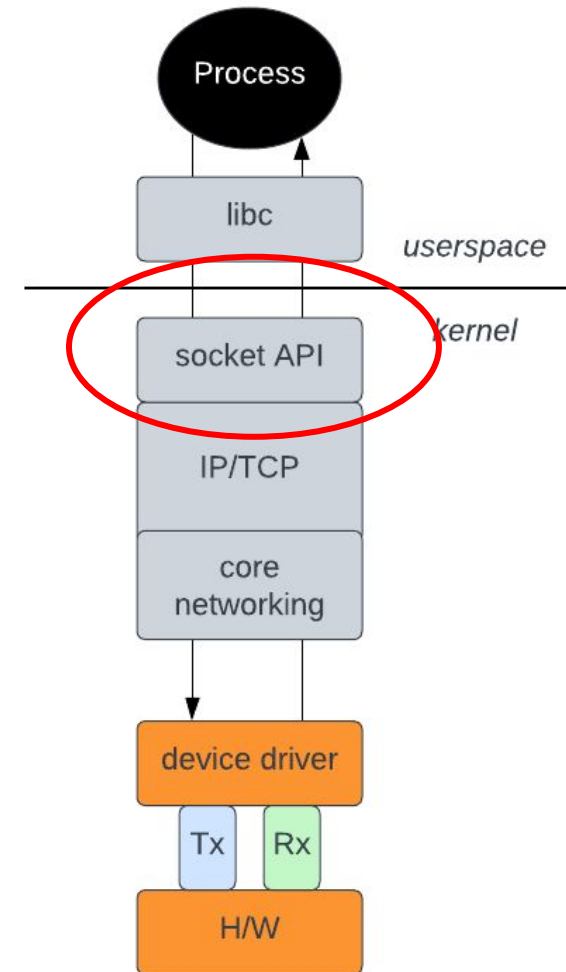 Process
libc
userspace
kernel
socket API
IP/TCP
core
networking
device driver
Tx
Rx
H/W